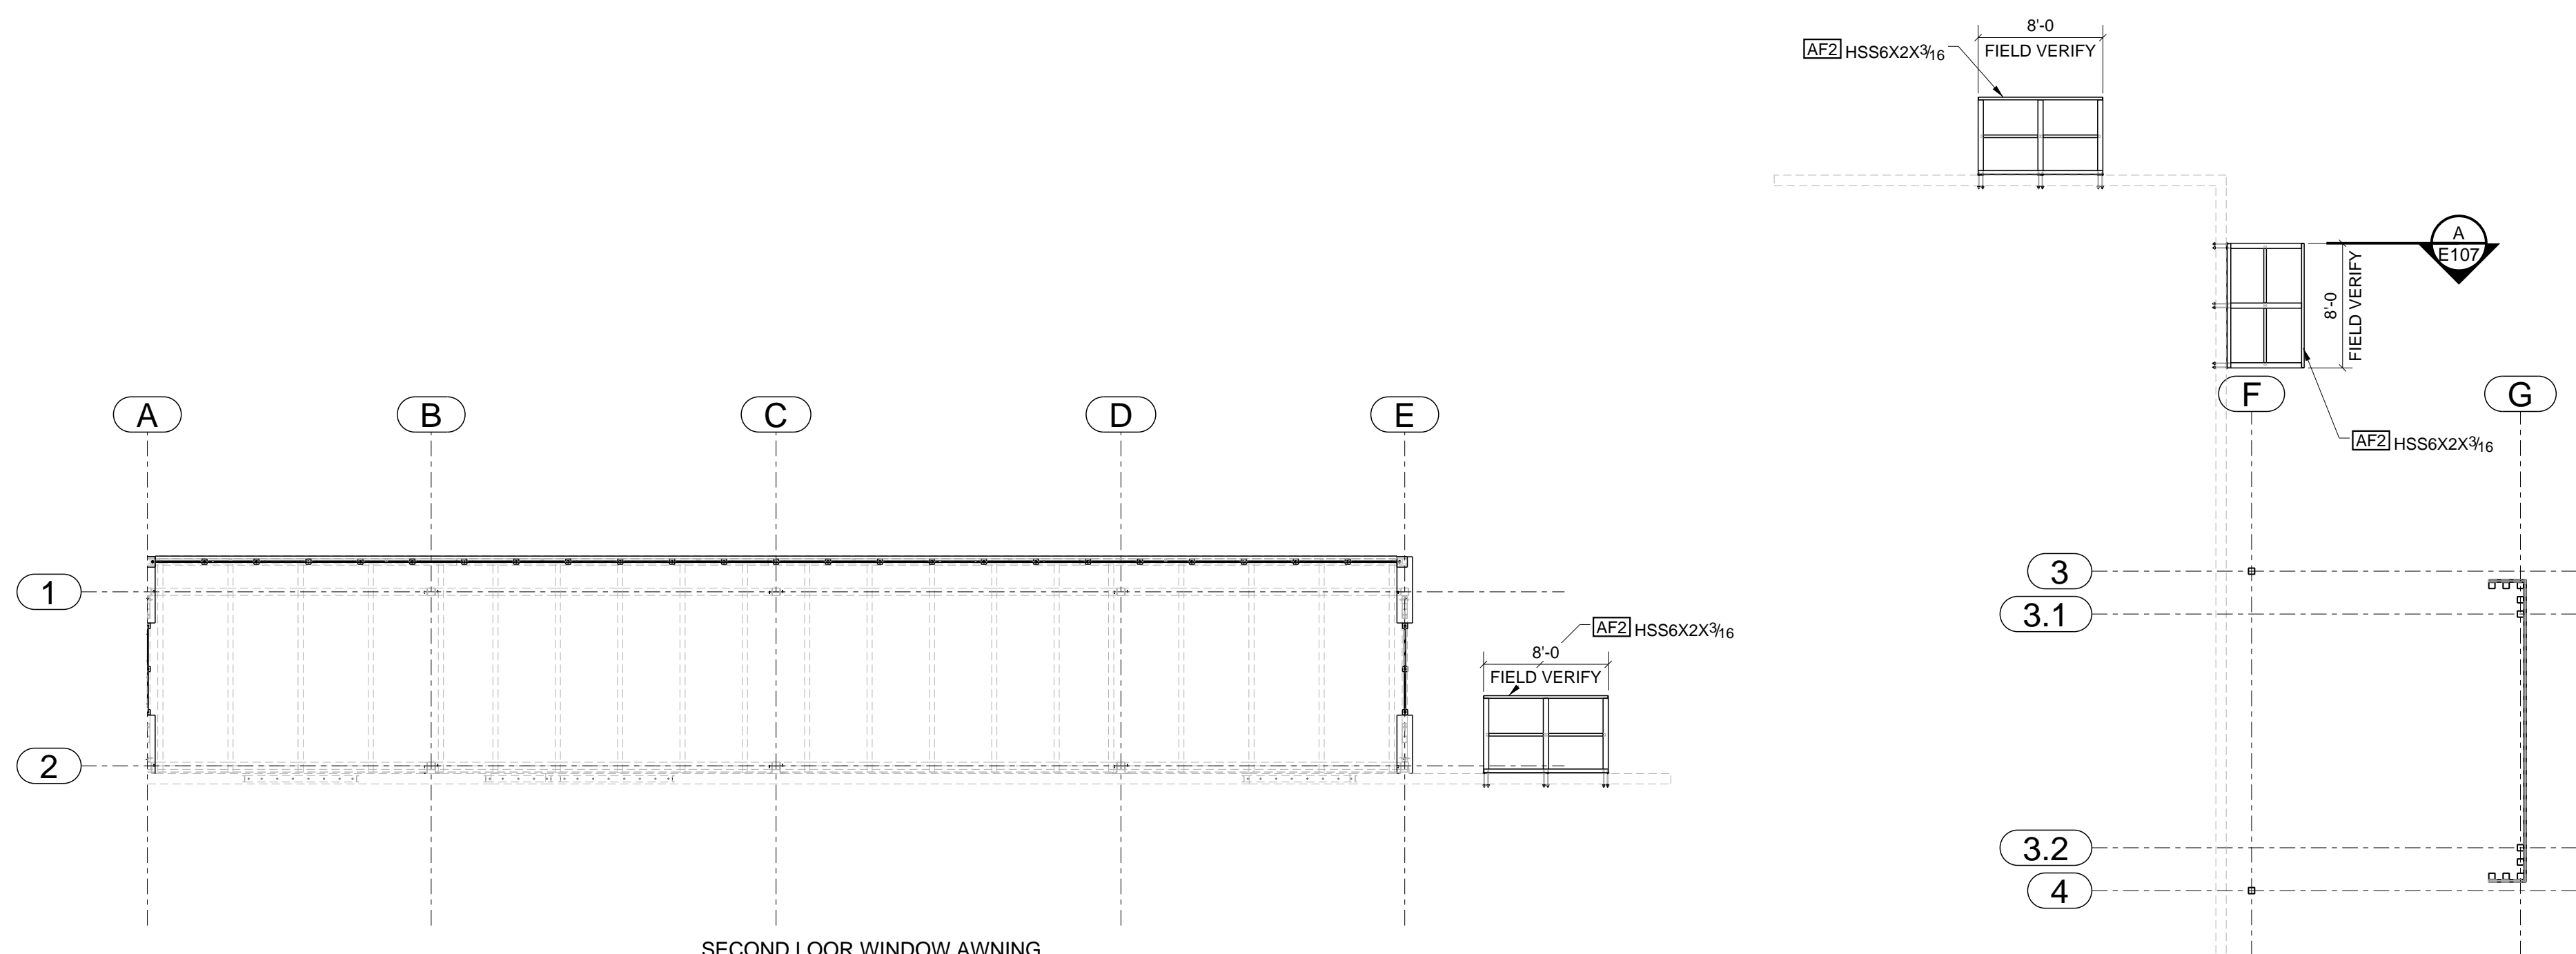 8'-0
AF2 HSS6X2X3/16
FIELD VERIFY
A
E107
8'-0
FIELD VERIFY
AF2 HSS6X2X3/16
A B C D E F G
1
2
AF2 HSS6X2X3/16
8'-0
FIELD VERIFY
3
3.1
3.2
4
SECOND LOOR WINDOW AWNING